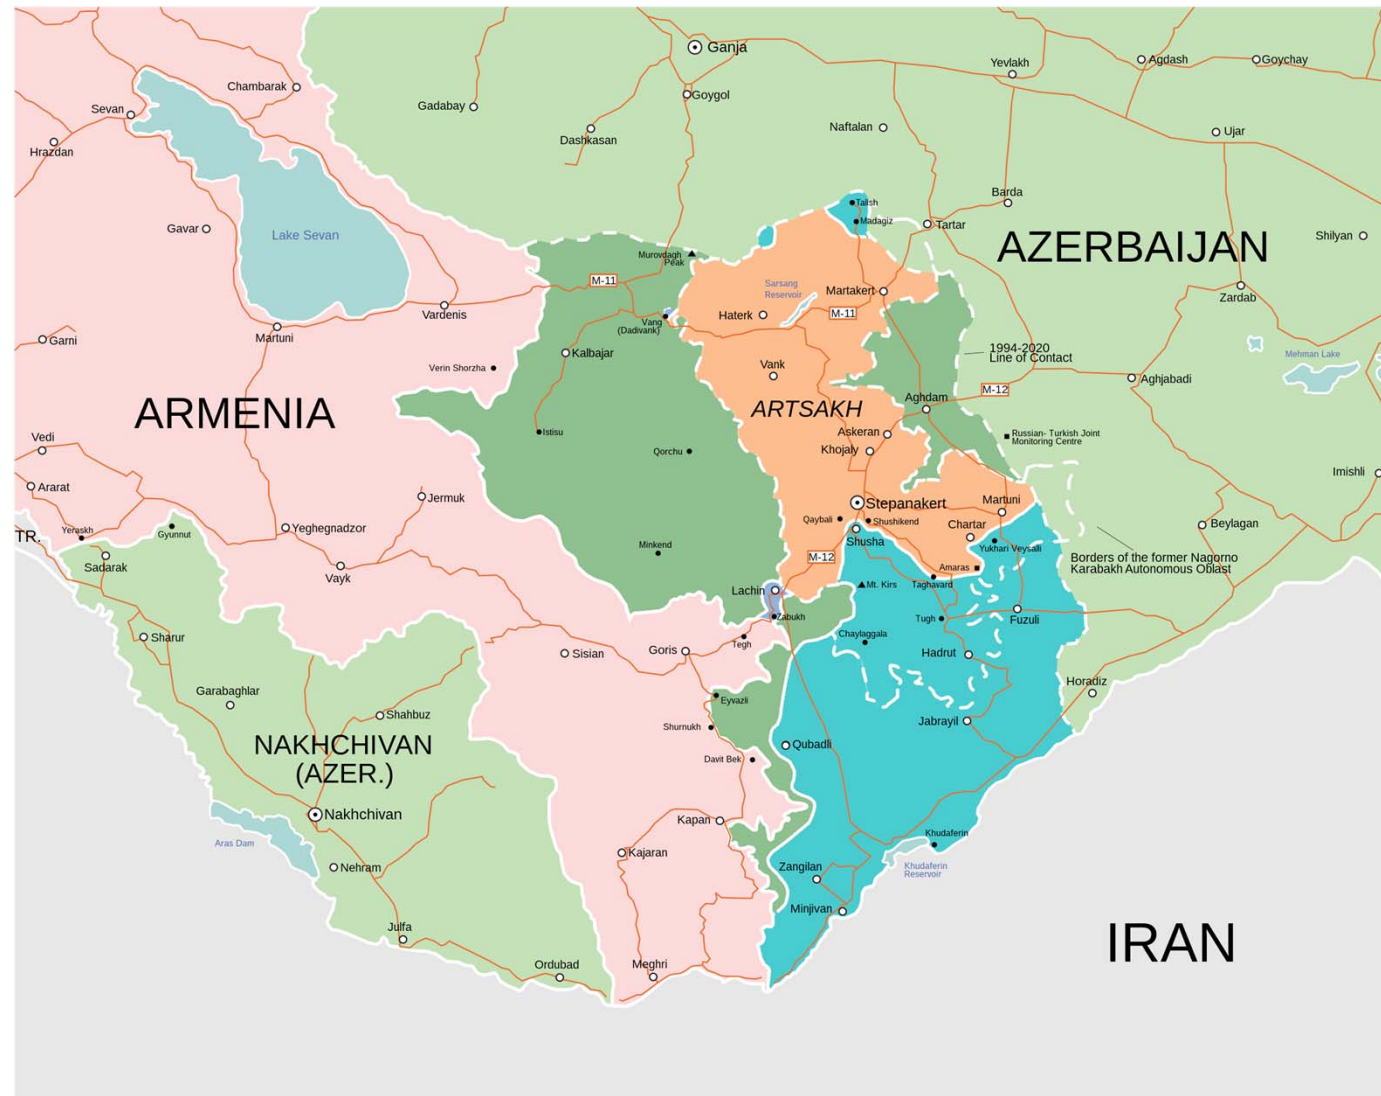 Ganja
Agdash
Goychay
Yevlakh
Chambarak
Goygol
Gadabay
Sevan
Naftalan
Ujar
Dashkasan
Hrazdan
Barda
Talish
Madagiz
Tartar
Gavar
Lake Sevan
AZERBAIJAN
Shilyan
Murovdagh
Peak
M-11
Sarsang
Reservoir
Martakert
Zardab
Vardenis
Haterk
M-11
Vang
(Dadivank)
Martuni
Garni
Kalbajar
1994-2020
Line of Contact
Mehman Lake
Verin Shorzha
Vank
Aghjabadi
M-12
Aghdam
ARMENIA
ARTSAKH
Istisu
Askeran
Russian- Turkish Joint
Monitoring Centre
Vedi
Qorchu
Khojaly
Imishli
Ararat
Jermuk
Stepanakert
Martuni
Qaybali
Shushikend
Chartar
Beylagan
Yeraskh
Gyunnut
Yeghegnadzor
TR.
Shusha
Minkend
Yukhari Veysalli
M-12
Borders of the former Nagorno
Karabakh Autonomous Oblast
Sadarak
Vayk
Amaras
Mt. Kirs
Taghavard
Lachin
Zabukh
Tugh
Fuzuli
Sharur
Chaylaggala
Tegh
Goris
Sisian
Hadrut
Horadiz
Garabaghlar
Eyvazli
Shahbuz
Shurnukh
Jabrayil
NAKHCHIVAN
(AZER.)
Qubadli
Davit Bek
Nakhchivan
Kapan
Khudaferin
Aras Dam
Kajaran
Khudaferin
Reservoir
Nehram
Zangilan
Minjivan
Julfa
IRAN
Ordubad
Meghri